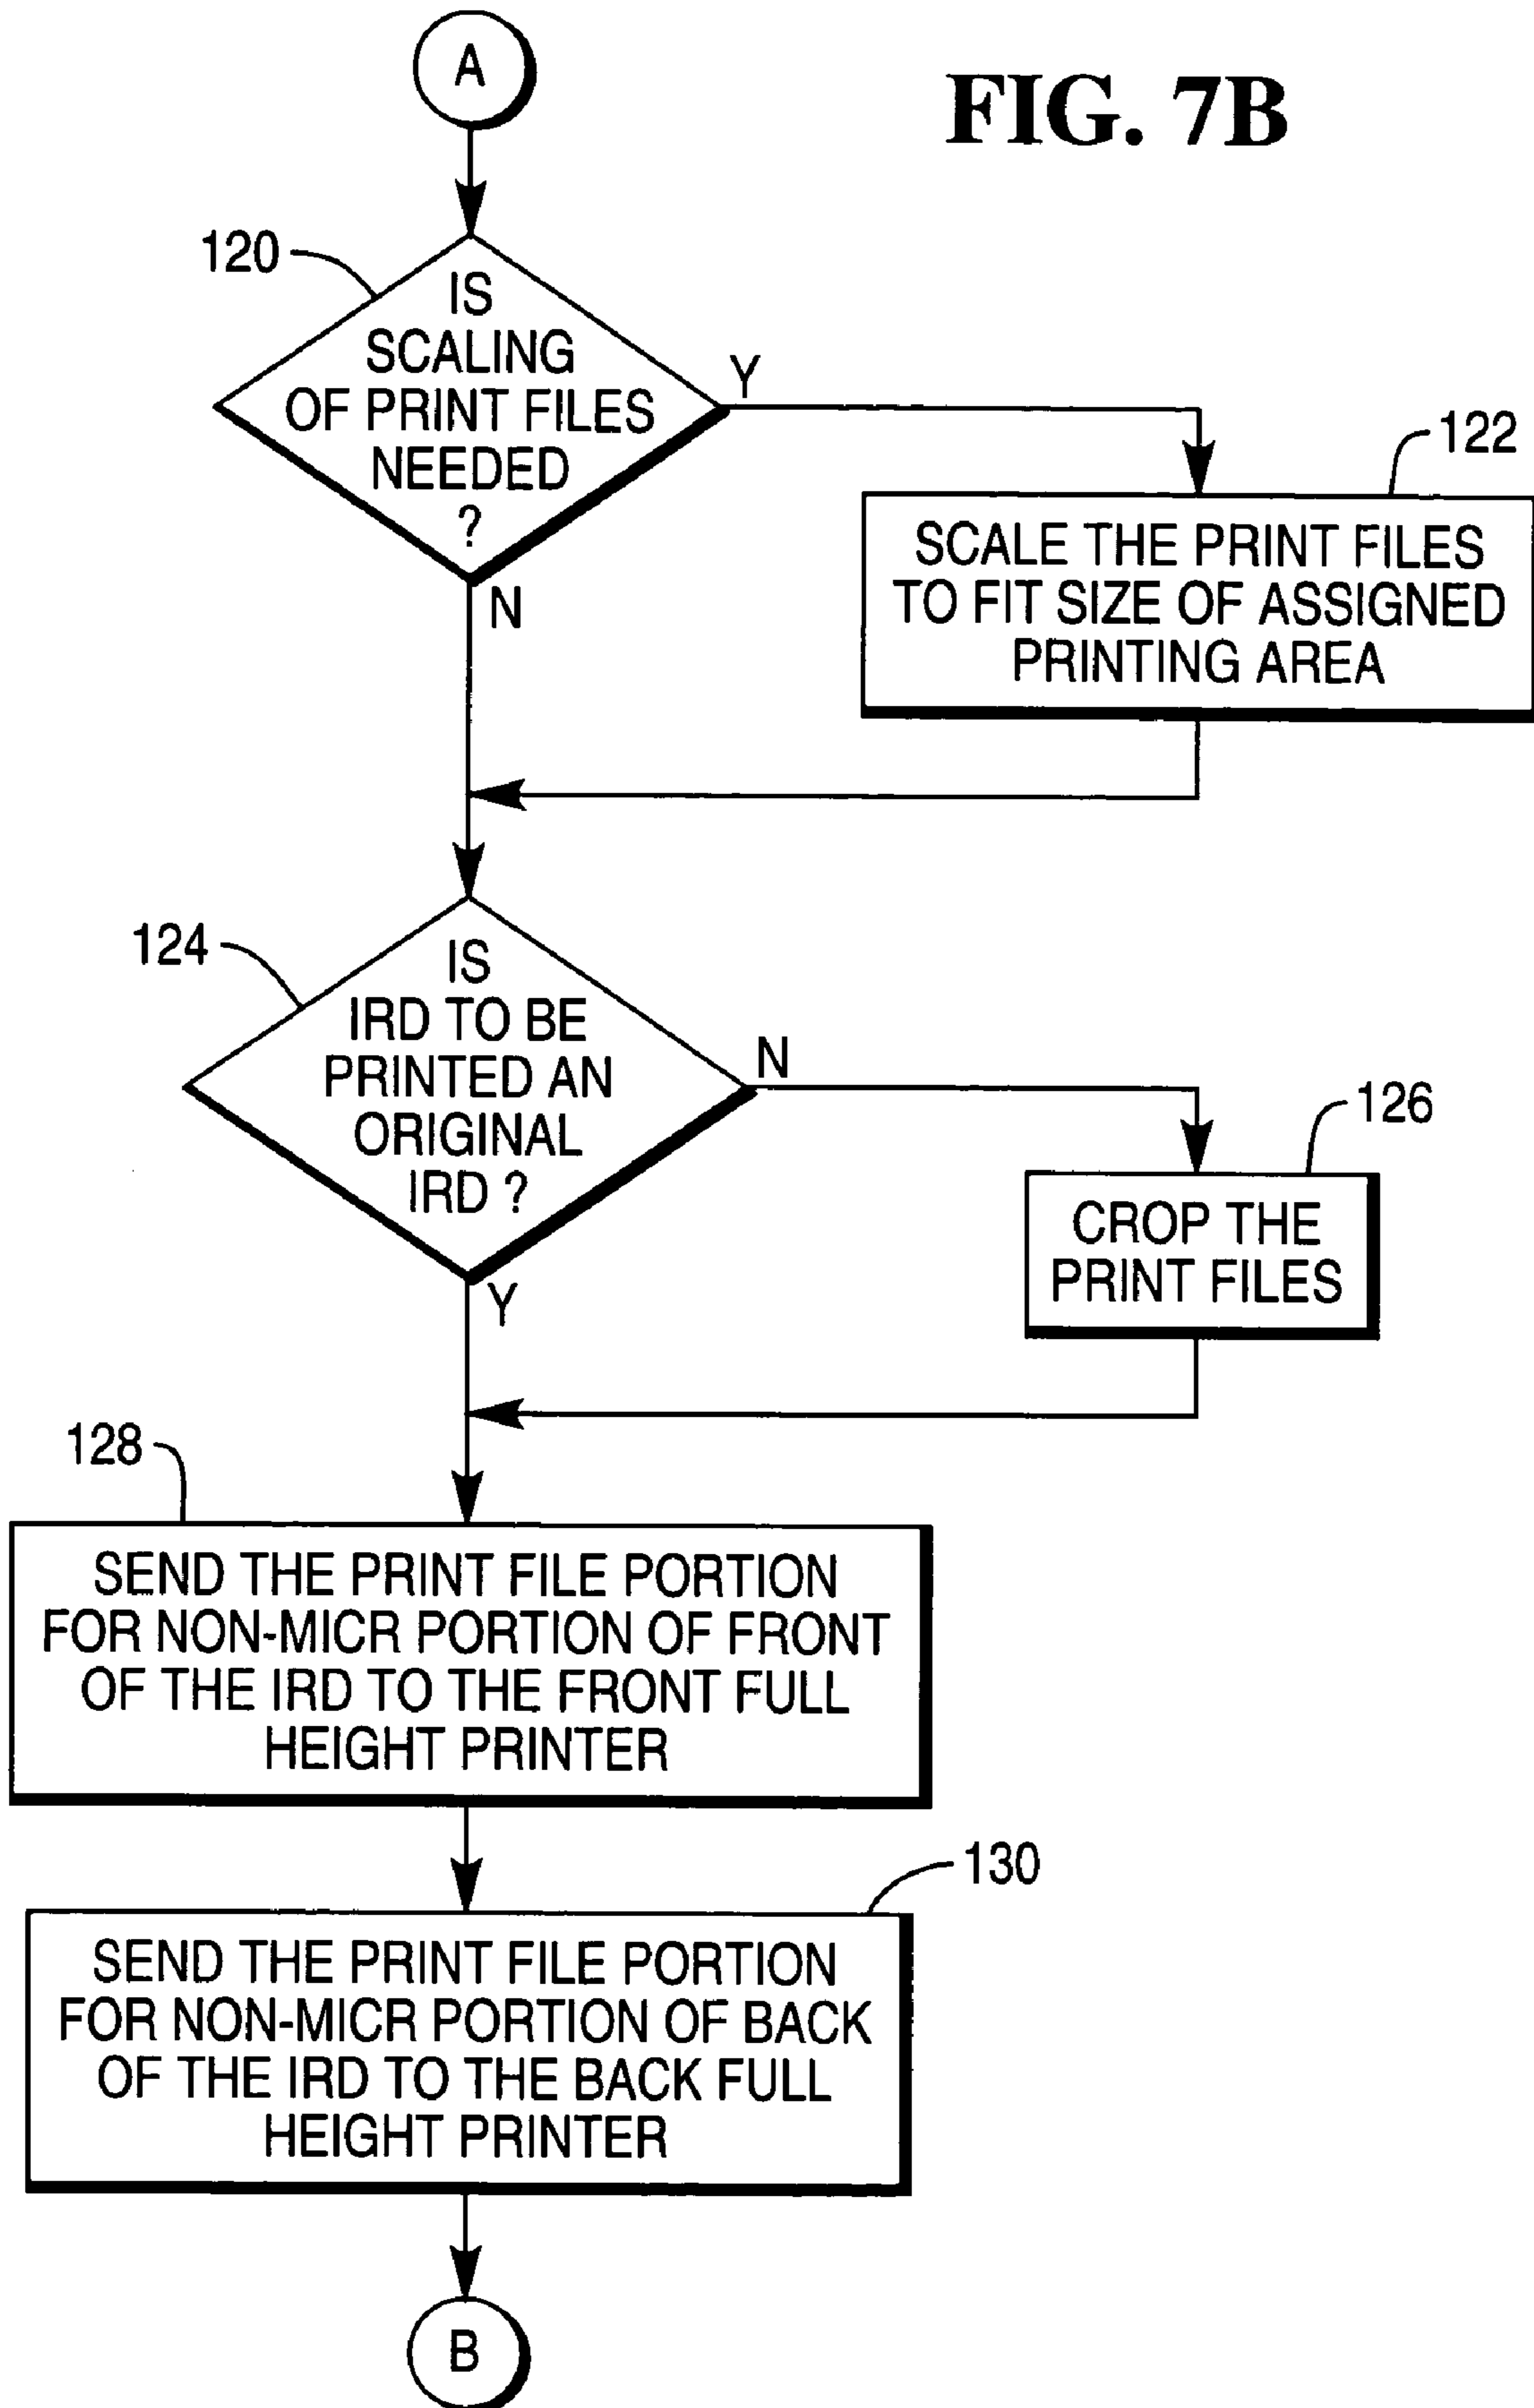 A
FIG. 7B
120
IS
SCALING
OF PRINT FILES
NEEDED
?
Y
N
122
SCALE THE PRINT FILES
TO FIT SIZE OF ASSIGNED
PRINTING AREA
124
IS
IRD TO BE
PRINTED AN
ORIGINAL
IRD ?
N
Y
126
CROP THE
PRINT FILES
128
SEND THE PRINT FILE PORTION
FOR NON-MICR PORTION OF FRONT
OF THE IRD TO THE FRONT FULL
HEIGHT PRINTER
130
SEND THE PRINT FILE PORTION
FOR NON-MICR PORTION OF BACK
OF THE IRD TO THE BACK FULL
HEIGHT PRINTER
B